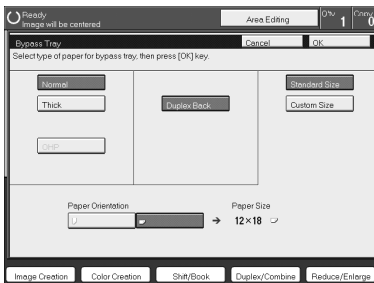 Ready
Image will be centered
Area Editing
Qty
1
Copy
0
Bypass Tray
Cancel
OK
Select type of paper for bypass tray, then press [OK] key.
Normal
Standard Size
Thick
Duplex Back
Custom Size
OHP
Paper Orientation
Paper Size
→ 12×18
Image Creation
Color Creation
Shift/Book
Duplex/Combine
Reduce/Enlarge